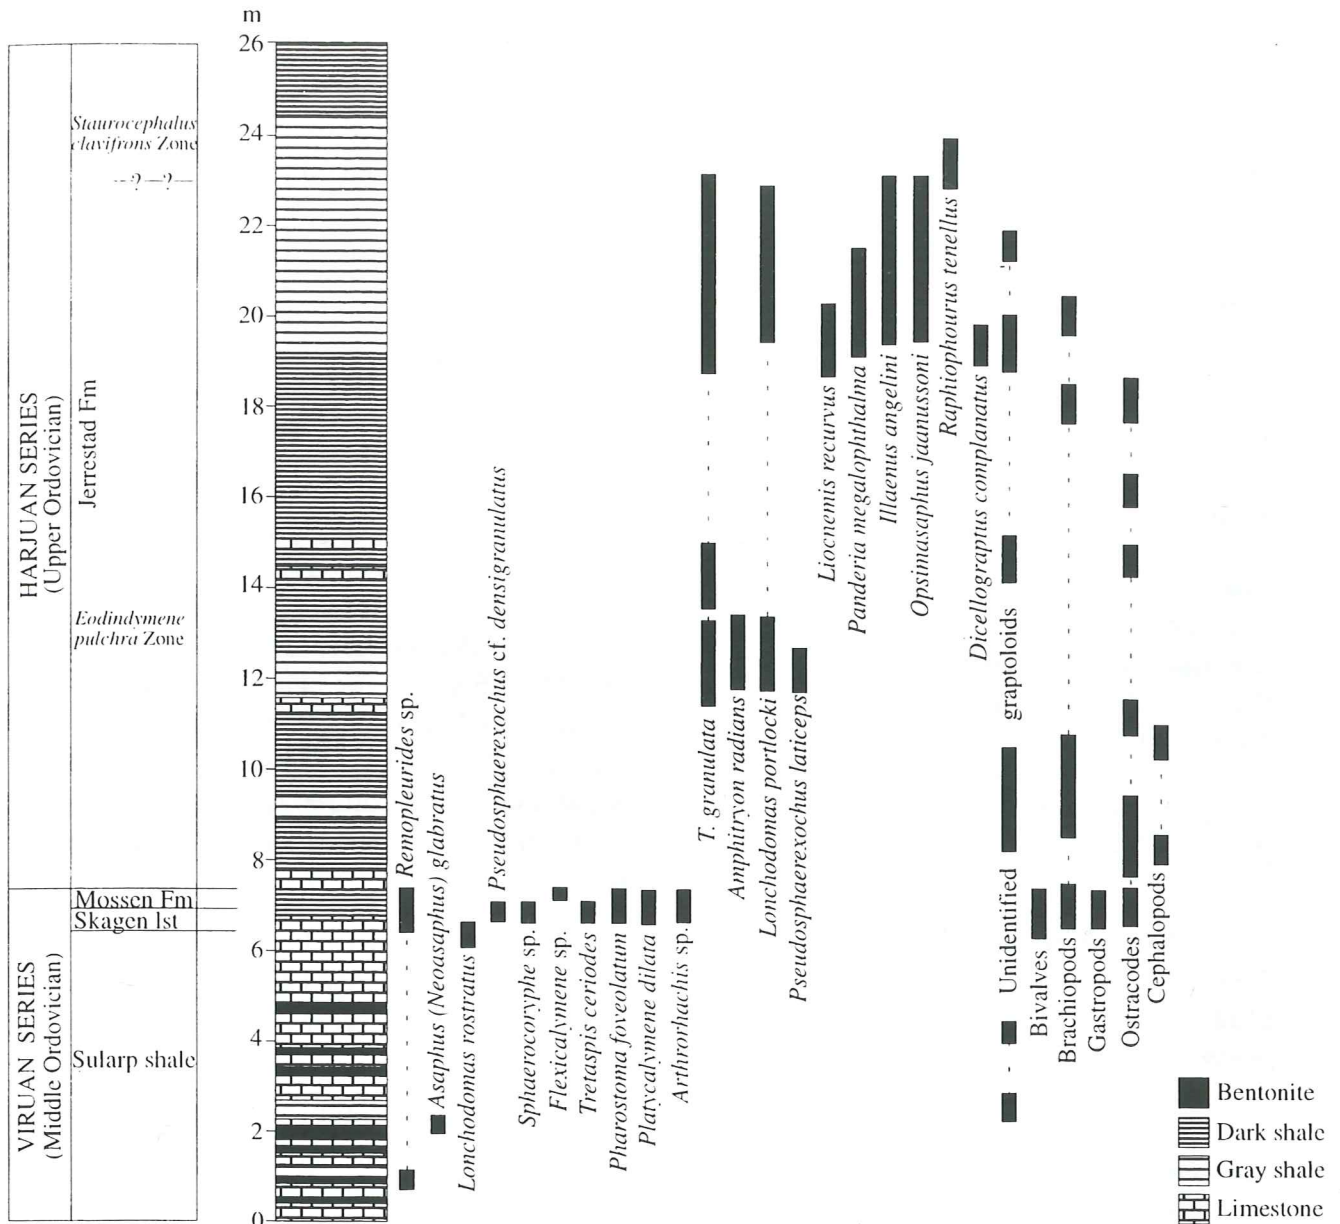 m
26
24
22
20
18
16
14
12
10
8
6
4
2
0
HARJUAN SERIES
(Upper Ordovician)
VIRUAN SERIES
(Middle Ordovician)
Jerrestad Fm
Staurocephalus
clavifrons Zone
--?--?--
Eodindymene
pulchra Zone
Mossen Fm
Skagen lst
Sularp shale
Remopleurides sp.
Asaphus (Neoasaphus) glabratus
Lonchodomas rostratus
Pseudosphaerexochus cf. densigranulatus
Sphaerocoryphe sp.
Flexicalymene sp.
Tretaspis ceriodes
Pharostoma foveolatum
Platycalymene dilata
Arthrorhachis sp.
T. granulata
Amphitryon radians
Lonchodomas portlocki
Pseudosphaerexochus laticeps
Liocnemis recurvus
Panderia megalophthalma
Illaenus angelini
Opsimasaphus jaanussoni
Raphiophourus tenellus
Dicellograptus complanatus
Unidentified graptoloids
Bivalves
Brachiopods
Gastropods
Ostracodes
Cephalopods
Bentonite
Dark shale
Gray shale
Limestone